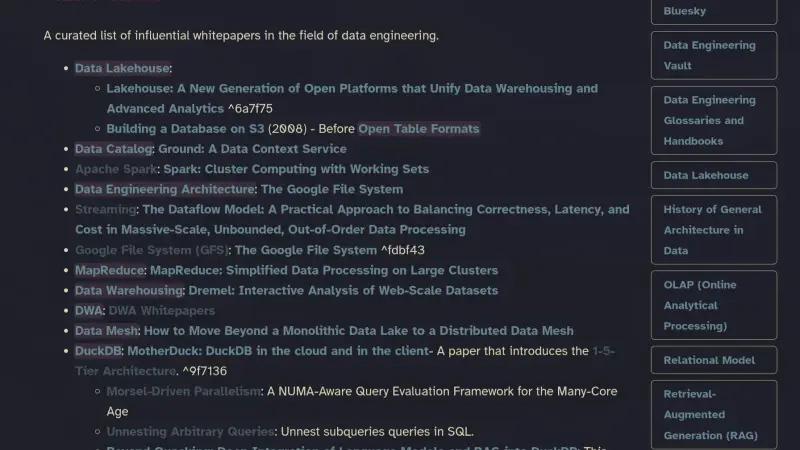 A curated list of influential whitepapers in the field of data engineering.
Data Lakehouse:
Lakehouse: A New Generation of Open Platforms that Unify Data Warehousing and
Advanced Analytics ^6a7f75
Building a Database on S3 (2008) - Before Open Table Formats
Data Catalog: Ground: A Data Context Service
Apache Spark: Spark: Cluster Computing with Working Sets
Data Engineering Architecture: The Google File System
Streaming: The Dataflow Model: A Practical Approach to Balancing Correctness, Latency, and
Cost in Massive-Scale, Unbounded, Out-of-Order Data Processing
Google File System (GFS): The Google File System ^fdbf43
MapReduce: MapReduce: Simplified Data Processing on Large Clusters
Data Warehousing: Dremel: Interactive Analysis of Web-Scale Datasets
DWA: DWA Whitepapers
Data Mesh: How to Move Beyond a Monolithic Data Lake to a Distributed Data Mesh
DuckDB: MotherDuck: DuckDB in the cloud and in the client- A paper that introduces the 1-5-
Tier Architecture. ^9f7136
Morsel-Driven Parallelism: A NUMA-Aware Query Evaluation Framework for the Many-Core
Age
Unnesting Arbitrary Queries: Unnest subqueries queries in SQL.
Bluesky
Data Engineering
Vault
Data Engineering
Glossaries and
Handbooks
Data Lakehouse
History of General
Architecture in
Data
OLAP (Online
Analytical
Processing)
Relational Model
Retrieval-
Augmented
Generation (RAG)